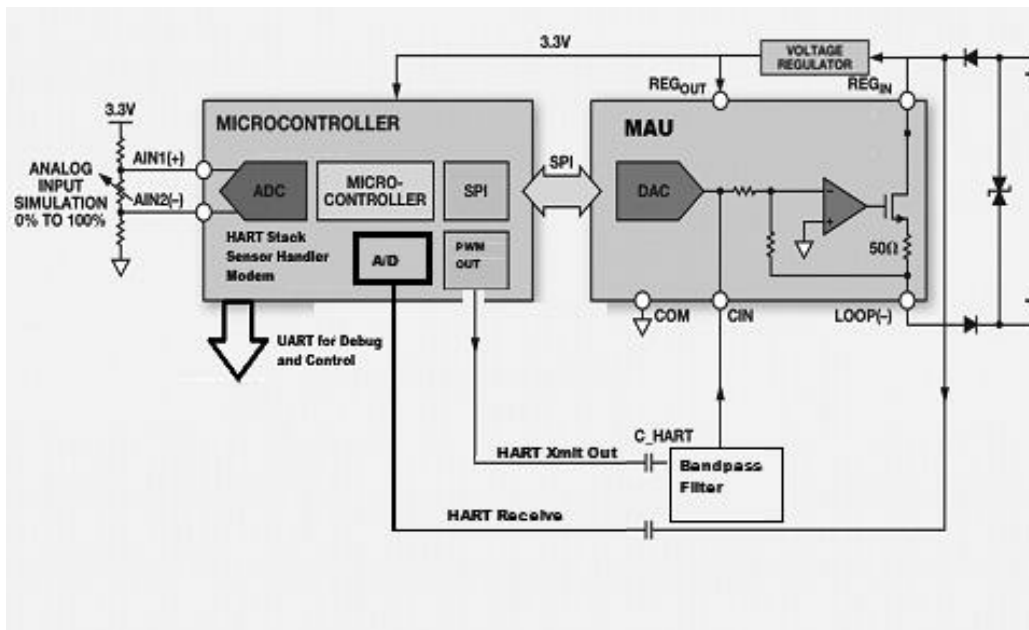 3.3V
VOLTAGE
REGULATOR
REGOUT
REGIN
3.3V
MICROCONTROLLER
MAU
ANALOG
INPUT
SIMULATION
0% TO 100%
AIN1(+)
AIN2(–)
ADC
MICRO-
CONTROLLER
SPI
SPI
DAC
HART Stack
Sensor Handler
Modem
A/D
PWM
OUT
50Ω
COM
CIN
LOOP(–)
UART for Debug
and Control
C_HART
HART Xmit Out
Bandpass
Filter
HART Receive